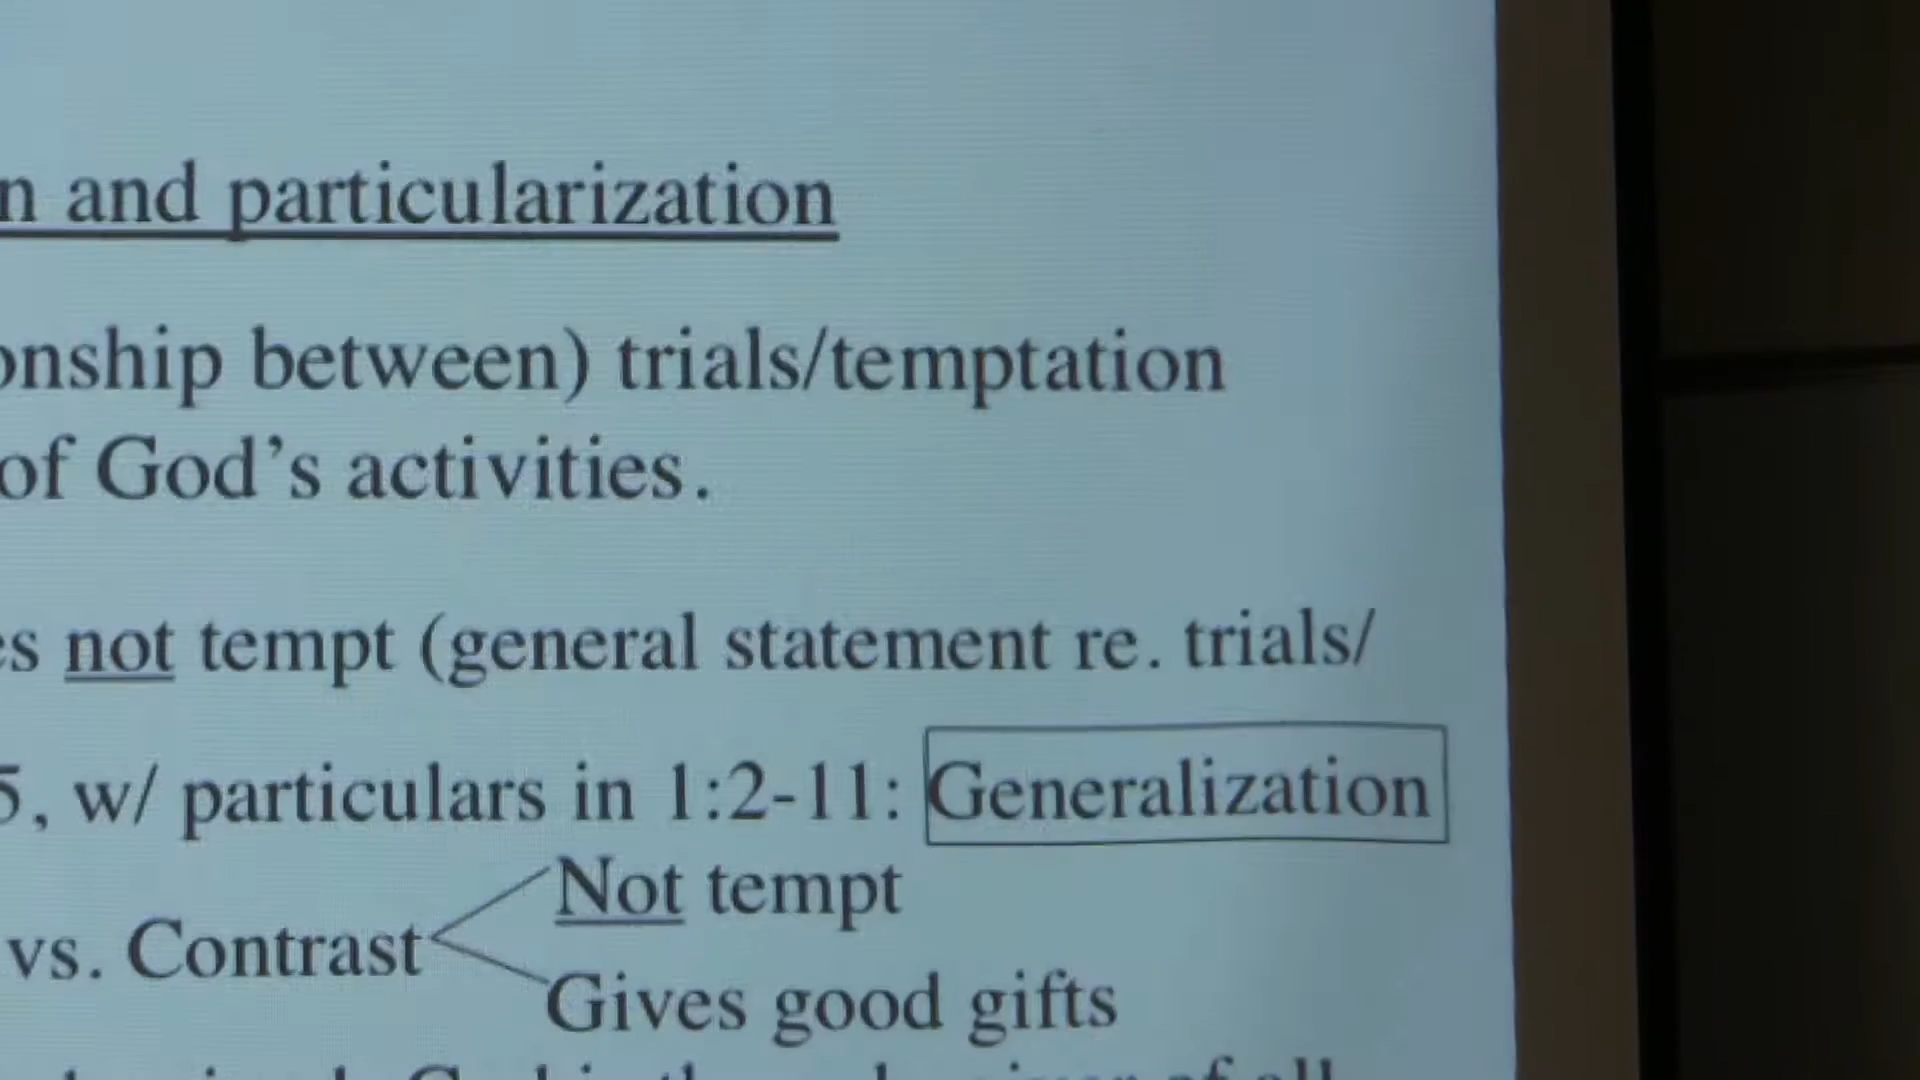 and particularization
between) trials/temptation
of God's activities.
not tempt (general statement re. trials/
5, w/ particulars in 1:2-11: Generalization
Not tempt
vs. Contrast
Gives good gifts